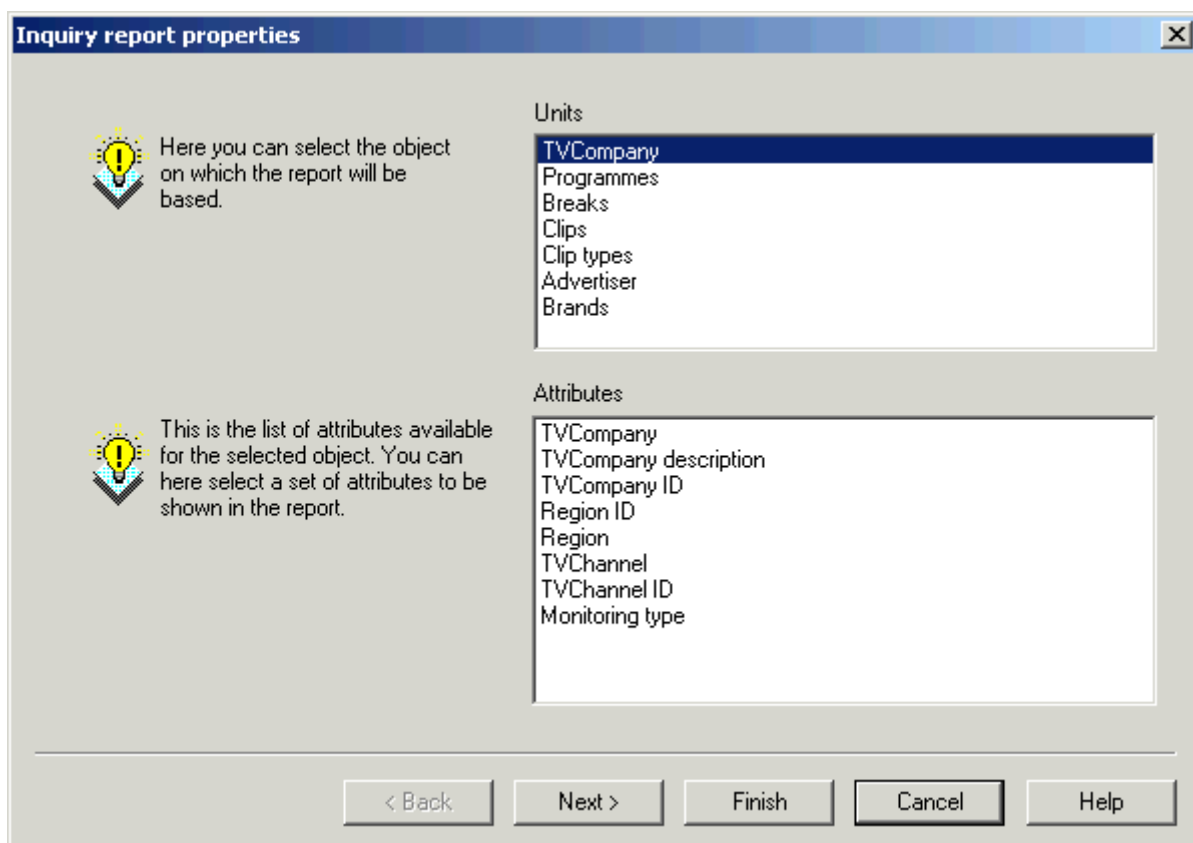 Inquiry report properties
Here you can select the object
on which the report will be
based.
Units
TVCompany
Programmes
Breaks
Clips
Clip types
Advertiser
Brands
This is the list of attributes available
for the selected object. You can
here select a set of attributes to be
shown in the report.
Attributes
TVCompany
TVCompany description
TVCompany ID
Region ID
Region
TVChannel
TVChannel ID
Monitoring type
< Back
Next >
Finish
Cancel
Help